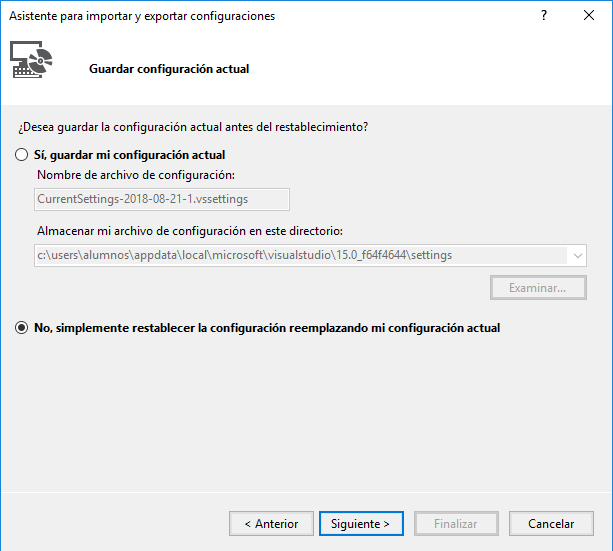 Asistente para importar y exportar configuraciones
?
Guardar configuración actual
¿Desea guardar la configuración actual antes del restablecimiento?
Sí, guardar mi configuración actual
Nombre de archivo de configuración:
CurrentSettings-2018-08-21-1.vssettings
Almacenar mi archivo de configuración en este directorio:
c:\users\alumnos\appdata\local\microsoft\visualstudio\15.0_f64f4644\settings
Examinar...
No, simplemente restablecer la configuración reemplazando mi configuración actual
< Anterior Siguiente > Finalizar Cancelar